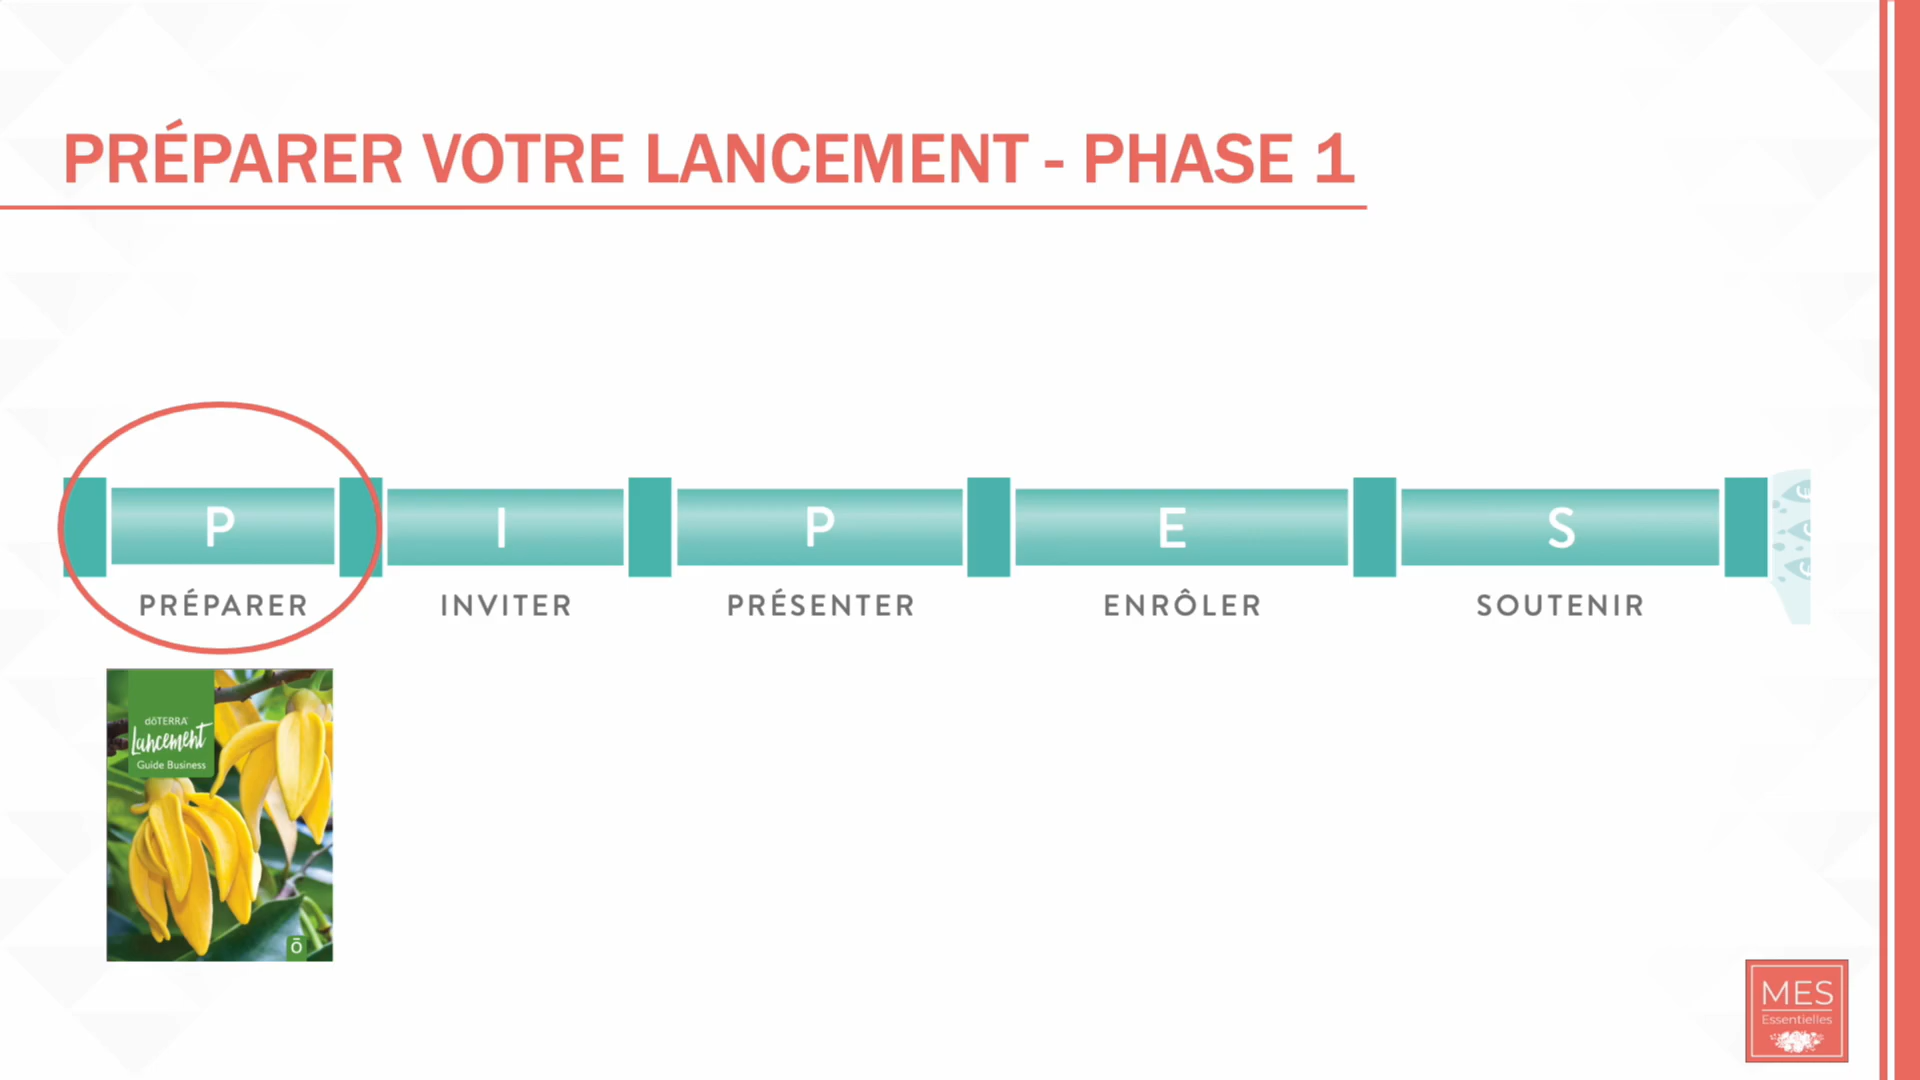 PRÉPARER VOTRE LANCEMENT - PHASE 1
P I P E S
PRÉPARER INVITER PRÉSENTER ENRÔLER SOUTENIR
dōTERRA
Lancement
Guide Business
ō
MES
Essentielles